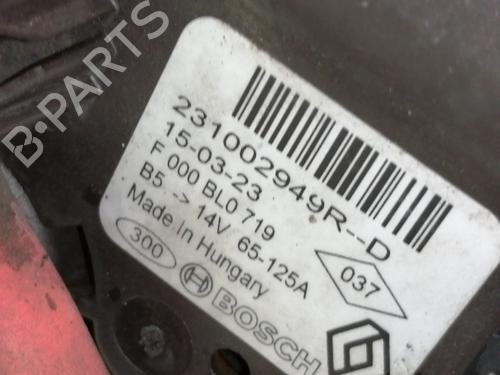 B-PARTS
231002949R--D
15-03-23
F 000 BL0 719
B5 -> 14V 65-125A
Made In Hungary
037
300
BOSCH